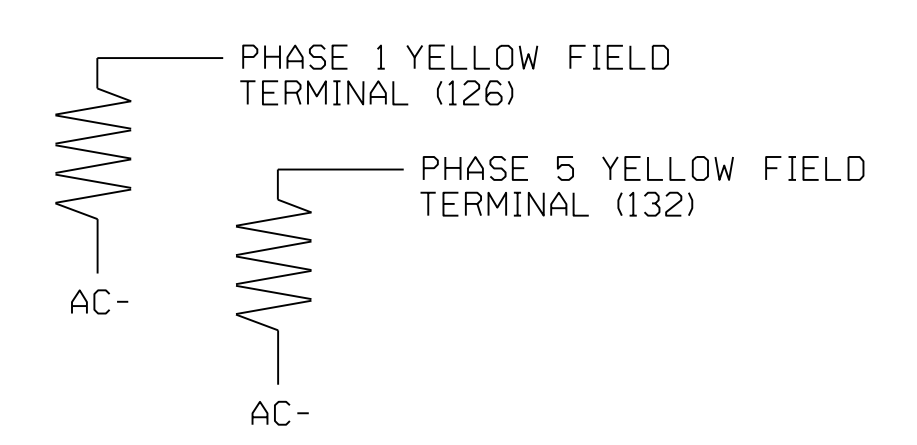 PHASE 1 YELLOW FIELD
TERMINAL (126)
AC-
PHASE 5 YELLOW FIELD
TERMINAL (132)
AC-